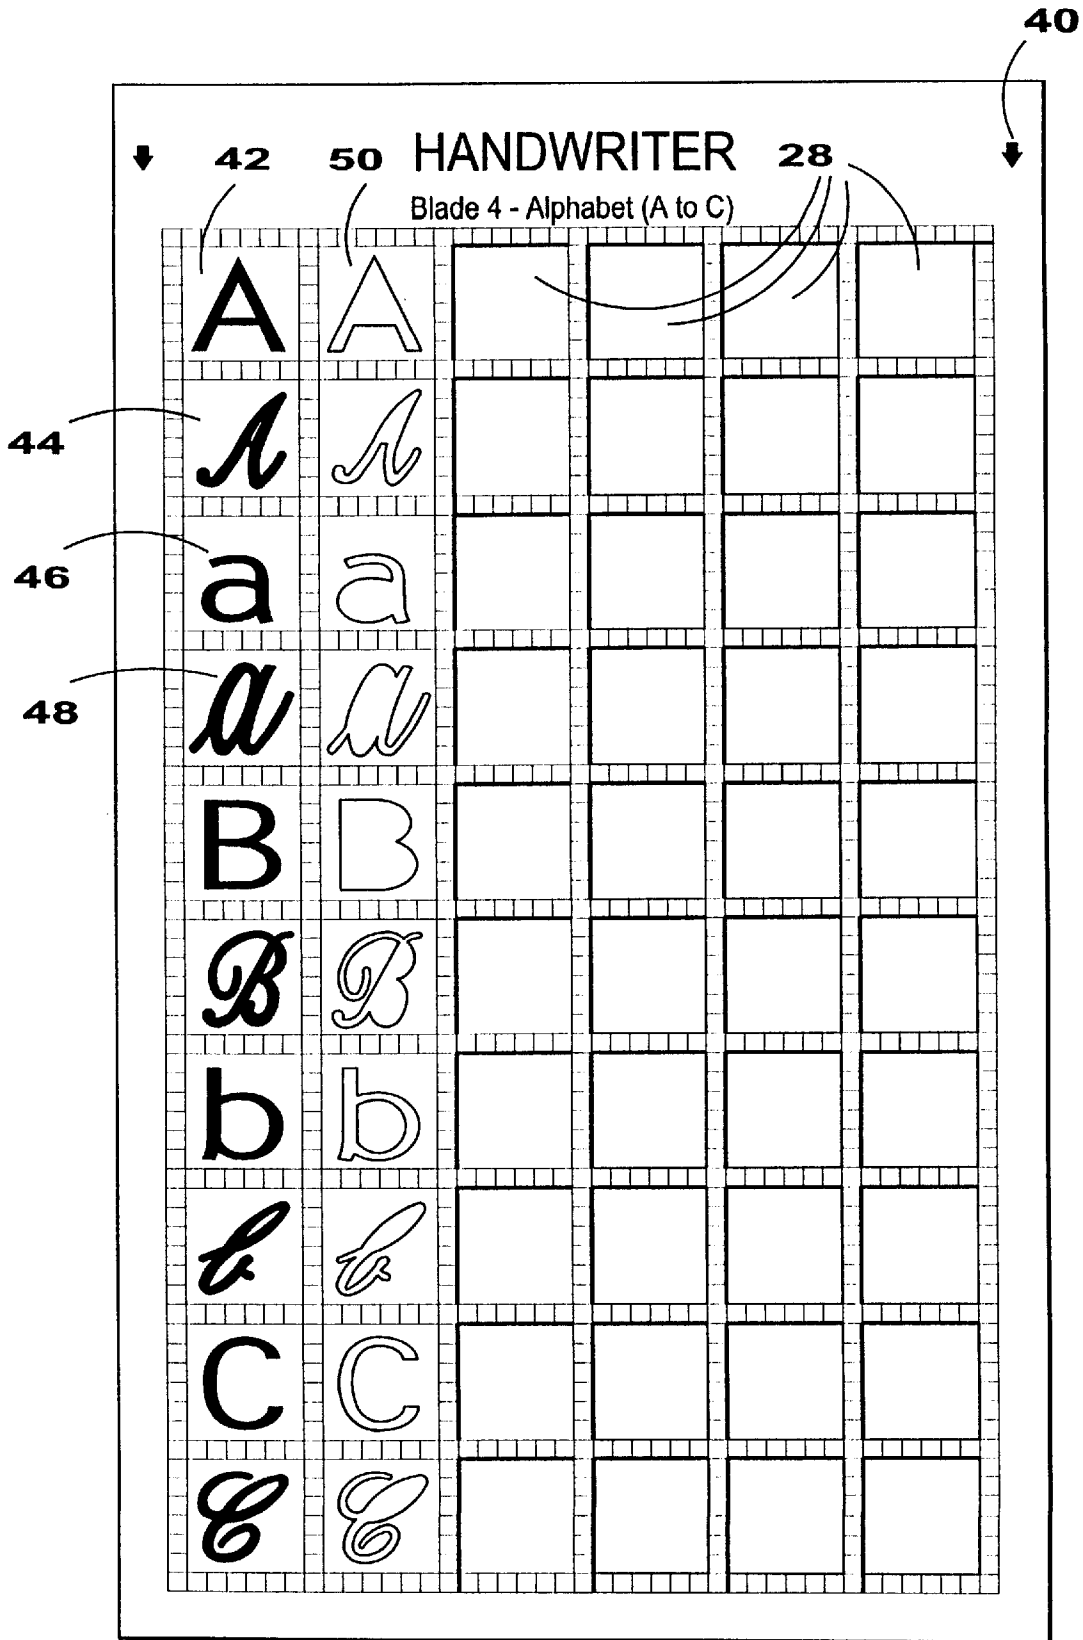 40
42 50 HANDWRITER 28
Blade 4 - Alphabet (A to C)
A A
44 A A
46 a a
48 a a
B B
B B
b b
b b
C C
C C